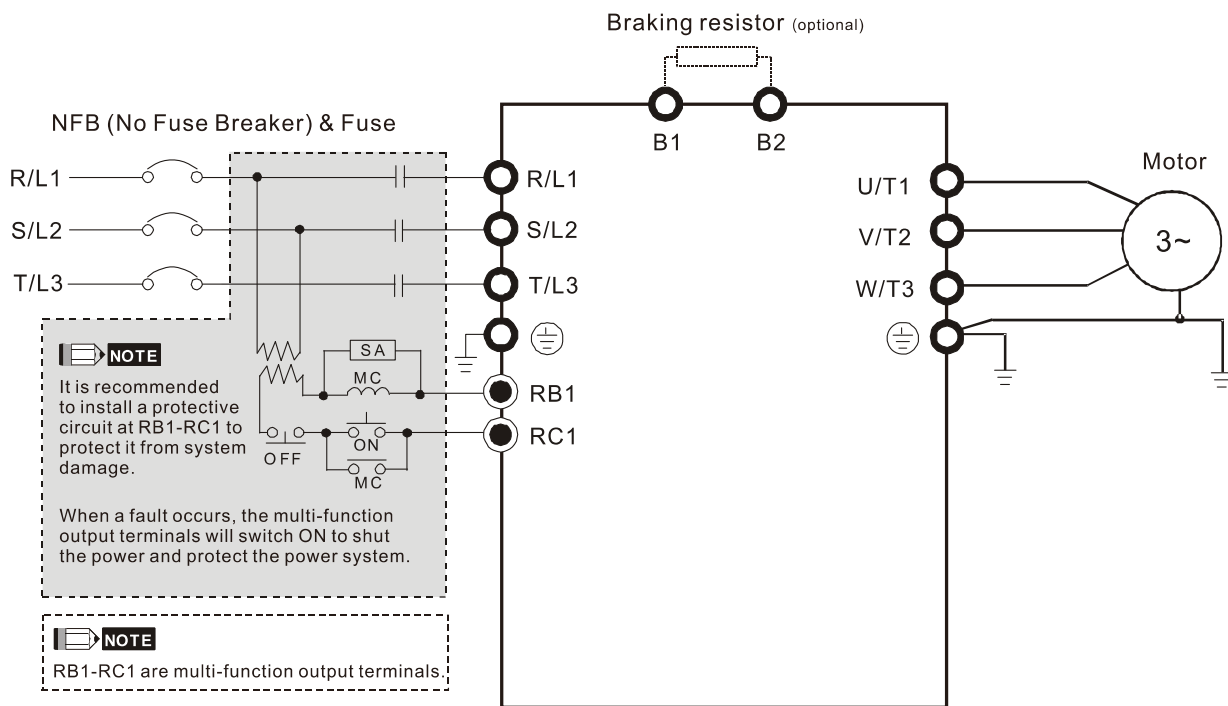 Braking resistor (optional)
B1
B2
NFB (No Fuse Breaker) & Fuse
R/L1
S/L2
T/L3
R/L1
S/L2
T/L3
RB1
RC1
U/T1
V/T2
W/T3
Motor
3~
SA
MC
ON
OFF
MC
NOTE
It is recommended
to install a protective
circuit at RB1-RC1 to
protect it from system
damage.
When a fault occurs, the multi-function
output terminals will switch ON to shut
the power and protect the power system.
NOTE
RB1-RC1 are multi-function output terminals.